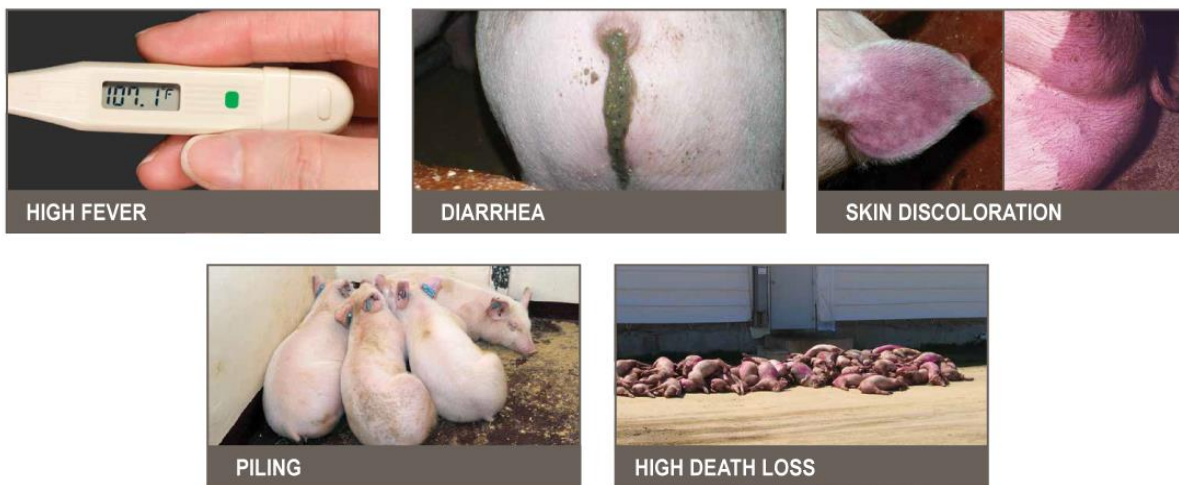 107.1°F
HIGH FEVER
DIARRHEA
SKIN DISCOLORATION
PILING
HIGH DEATH LOSS